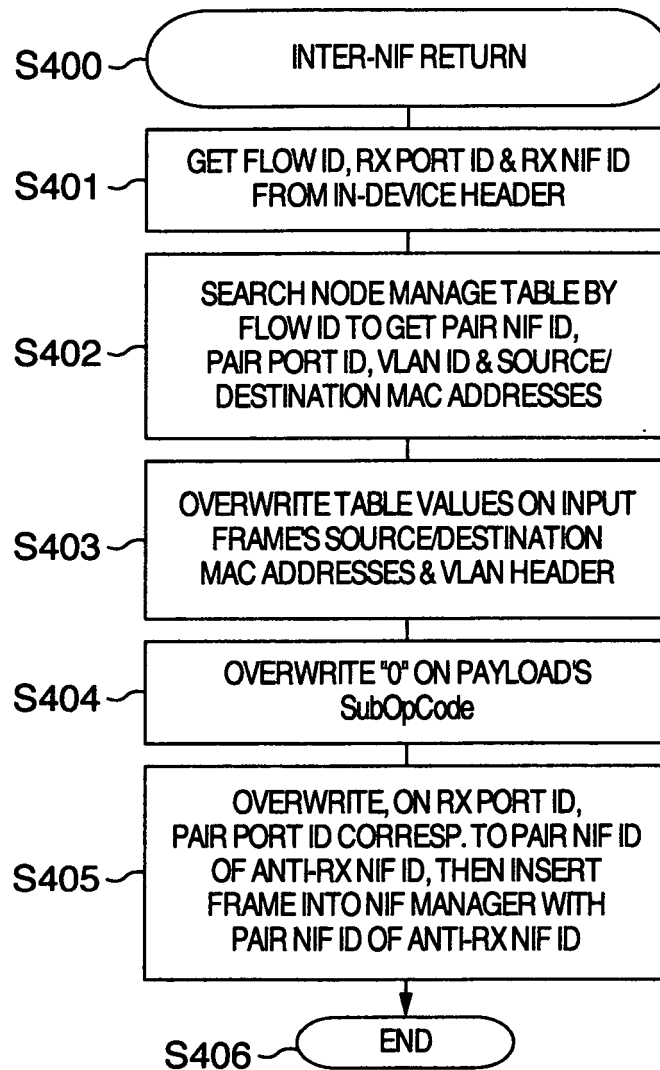 S400
INTER-NIF RETURN
S401
GET FLOW ID, RX PORT ID & RX NIF ID
FROM IN-DEVICE HEADER
S402
SEARCH NODE MANAGE TABLE BY
FLOW ID TO GET PAIR NIF ID,
PAIR PORT ID, VLAN ID & SOURCE/
DESTINATION MAC ADDRESSES
S403
OVERWRITE TABLE VALUES ON INPUT
FRAME'S SOURCE/DESTINATION
MAC ADDRESSES & VLAN HEADER
S404
OVERWRITE "0" ON PAYLOAD'S
SubOpCode
S405
OVERWRITE, ON RX PORT ID,
PAIR PORT ID CORRESP. TO PAIR NIF ID
OF ANTI-RX NIF ID, THEN INSERT
FRAME INTO NIF MANAGER WITH
PAIR NIF ID OF ANTI-RX NIF ID
S406
END